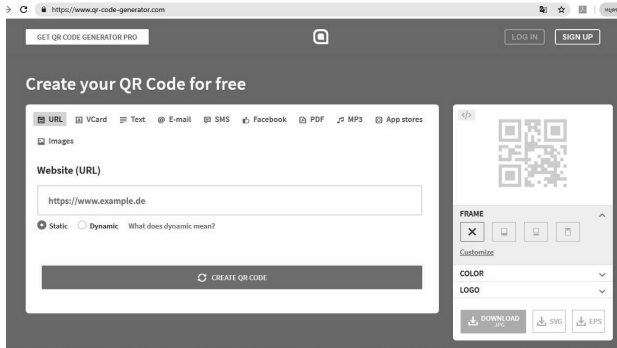 https://www.qr-code-generator.com
GET QR CODE GENERATOR PRO
LOG IN
SIGN UP
Create your QR Code for free
URL VCard Text @ E-mail SMS Facebook PDF MP3 App stores
Images
Website (URL)
https://www.example.de
Static Dynamic What does dynamic mean?
CREATE QR CODE
</>
FRAME
Customize
COLOR
LOGO
DOWNLOAD
JPG
SVG
EPS